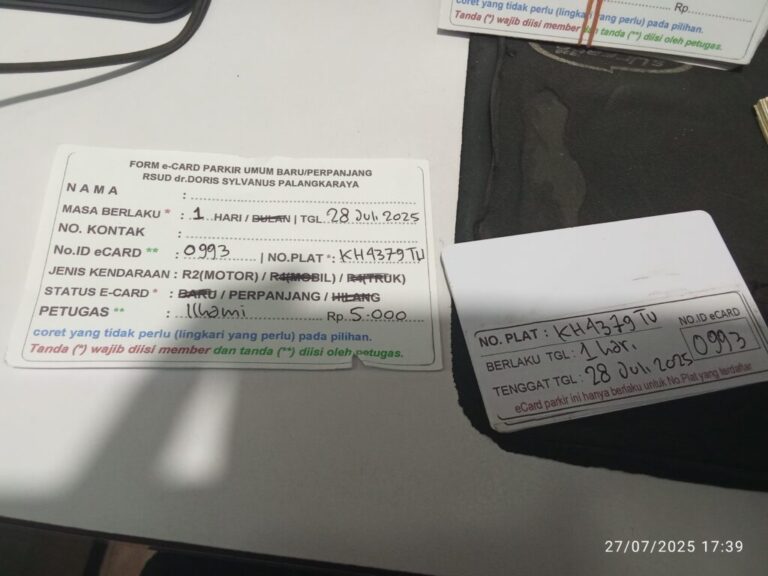 coret yang tidak perlu (lingkari yang perlu) pada pilihan.
Rp.
Tanda (*) wajib diisi member dan tanda (**) diisi oleh petugas.
FORM e-CARD PARKIR UMUM BARU/PERPANJANG
RSUD dr.DORIS SYLVANUS PALANGKARAYA
NAMA :
MASA BERLAKU * : 1 HARI / BULAN | TGL. 28 Juli 2025
NO. KONTAK :
No.ID eCARD ** : 0993 | NO.PLAT * : KH4379TU
JENIS KENDARAAN : R2(MOTOR) / R4(MOBIL) / R4(TRUK)
STATUS E-CARD * : BARU / PERPANJANG / HILANG
PETUGAS ** : Ilhami Rp. 5.000
coret yang tidak perlu (lingkari yang perlu) pada pilihan.
Tanda (*) wajib diisi member dan tanda (**) diisi oleh petugas.
NO. PLAT : KH4379TU NO.ID eCARD
BERLAKU TGL : 1 hari 0993
TENGGAT TGL : 28 Juli 2025
eCard parkir ini hanya berlaku untuk No.Plat yang terdaftar
27/07/2025 17:39